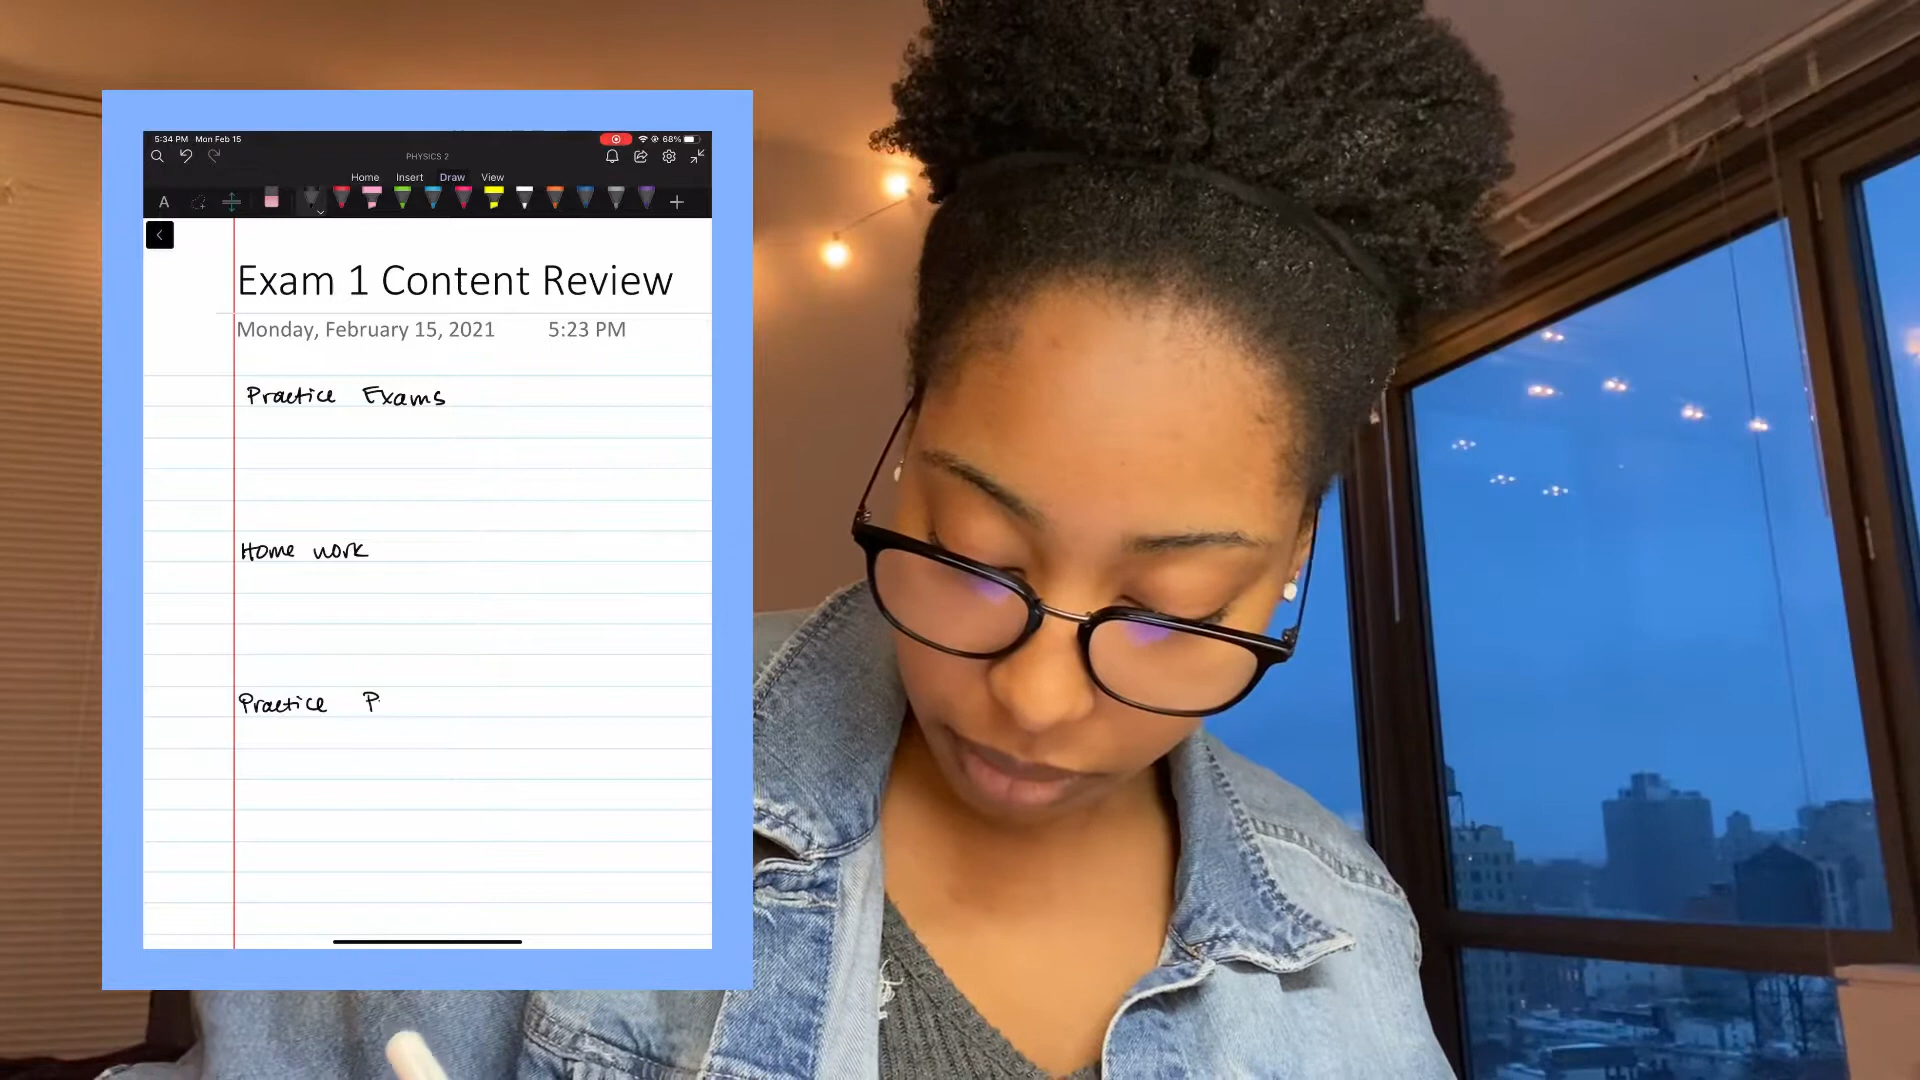 5:34 PM Mon Feb 15 68%
PHYSICS 2
Home Insert Draw View
A
Exam 1 Content Review
Monday, February 15, 2021 5:23 PM
Practice Exams
Home work
Practice P